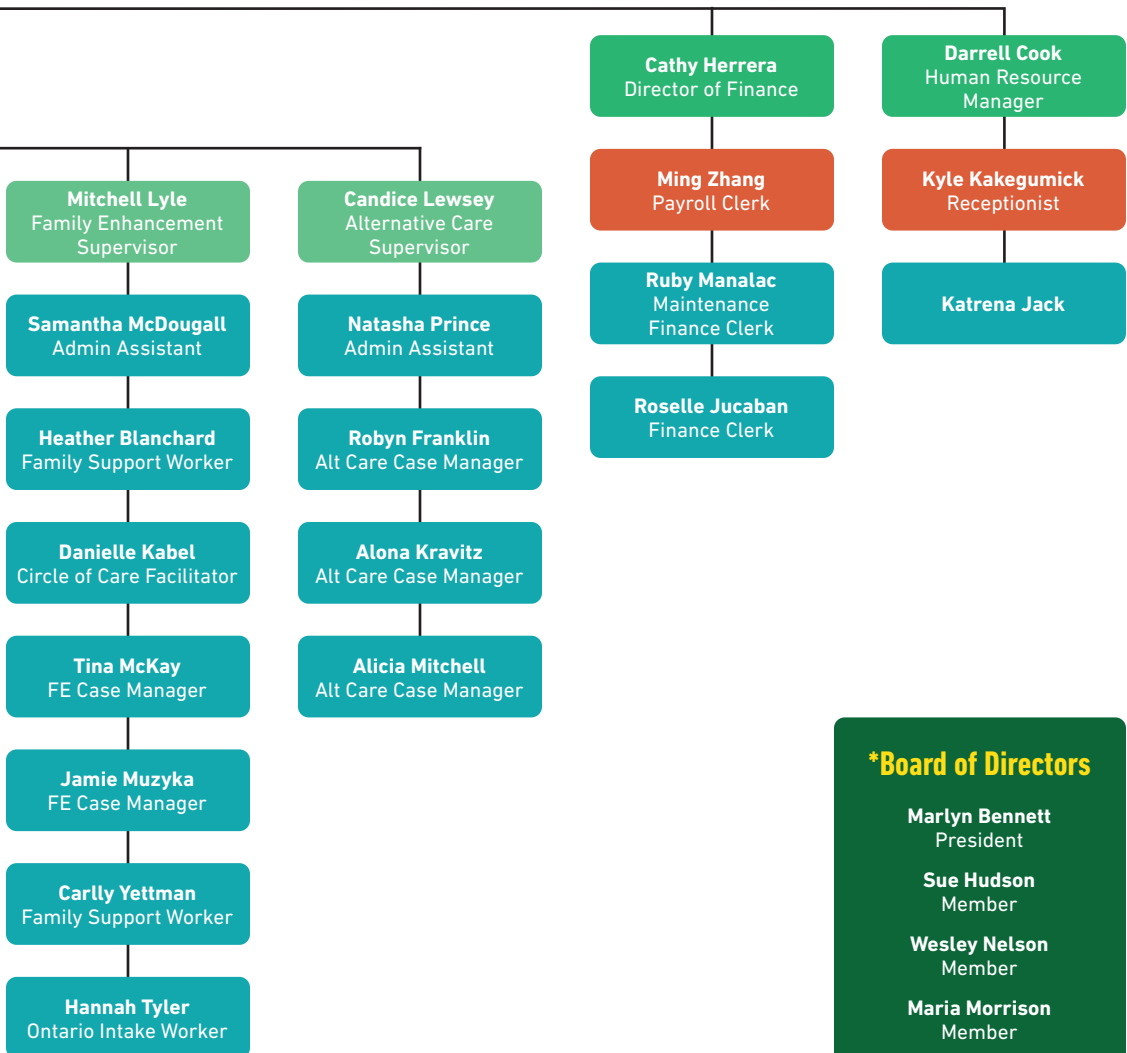 Cathy Herrera
Director of Finance
Darrell Cook
Human Resource
Manager
Ming Zhang
Payroll Clerk
Kyle Kakegumick
Receptionist
Mitchell Lyle
Family Enhancement
Supervisor
Candice Lewsey
Alternative Care
Supervisor
Ruby Manalac
Maintenance
Finance Clerk
Katrena Jack
Samantha McDougall
Admin Assistant
Natasha Prince
Admin Assistant
Roselle Jucaban
Finance Clerk
Heather Blanchard
Family Support Worker
Robyn Franklin
Alt Care Case Manager
Danielle Kabel
Circle of Care Facilitator
Alona Kravitz
Alt Care Case Manager
Tina McKay
FE Case Manager
Alicia Mitchell
Alt Care Case Manager
Jamie Muzyka
FE Case Manager
Carlly Yettman
Family Support Worker
Hannah Tyler
Ontario Intake Worker
*Board of Directors
Marlyn Bennett
President
Sue Hudson
Member
Wesley Nelson
Member
Maria Morrison
Member